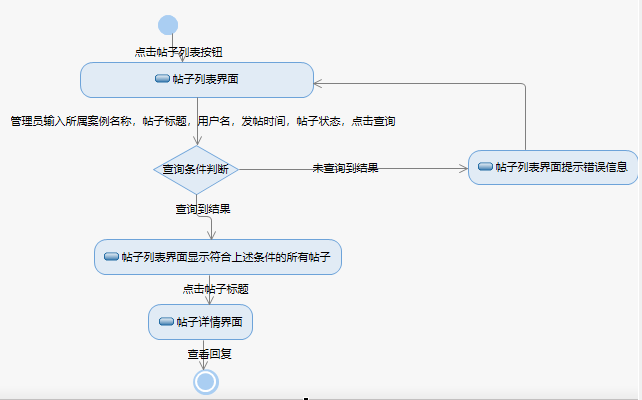 点击帖子列表按钮
帖子列表界面
管理员输入所属案例名称，帖子标题，用户名，发帖时间，帖子状态，点击查询
查询条件判断
未查询到结果
帖子列表界面提示错误信息
查询到结果
帖子列表界面显示符合上述条件的所有帖子
点击帖子标题
帖子详情界面
查看回复